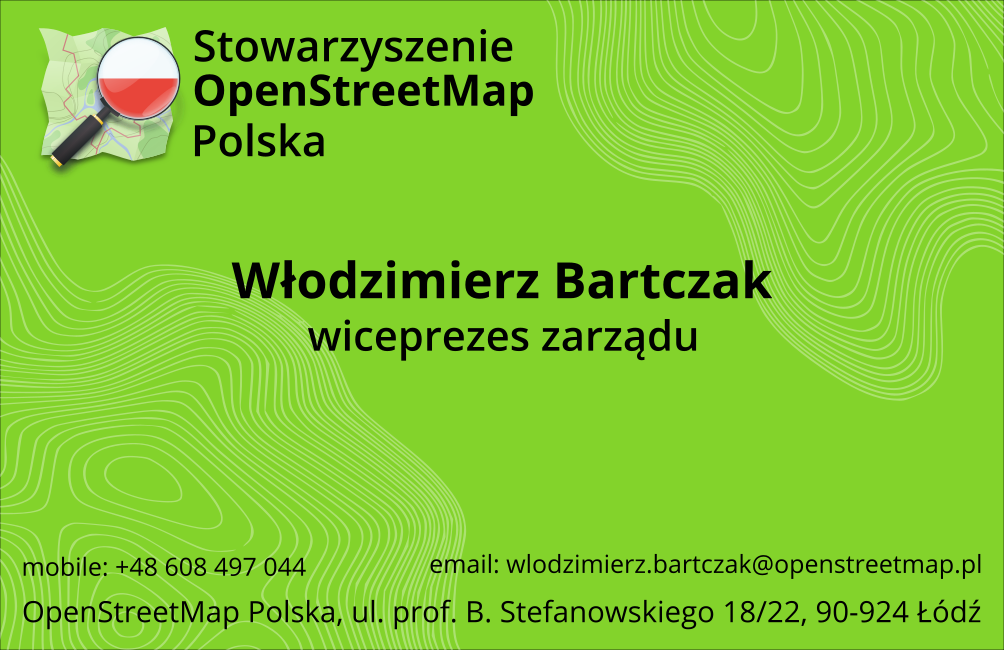 Stowarzyszenie
OpenStreetMap
Polska
Włodzimierz Bartczak
wiceprezes zarządu
mobile: +48 608 497 044
email: wlodzimierz.bartczak@openstreetmap.pl
OpenStreetMap Polska, ul. prof. B. Stefanowskiego 18/22, 90-924 Łódź